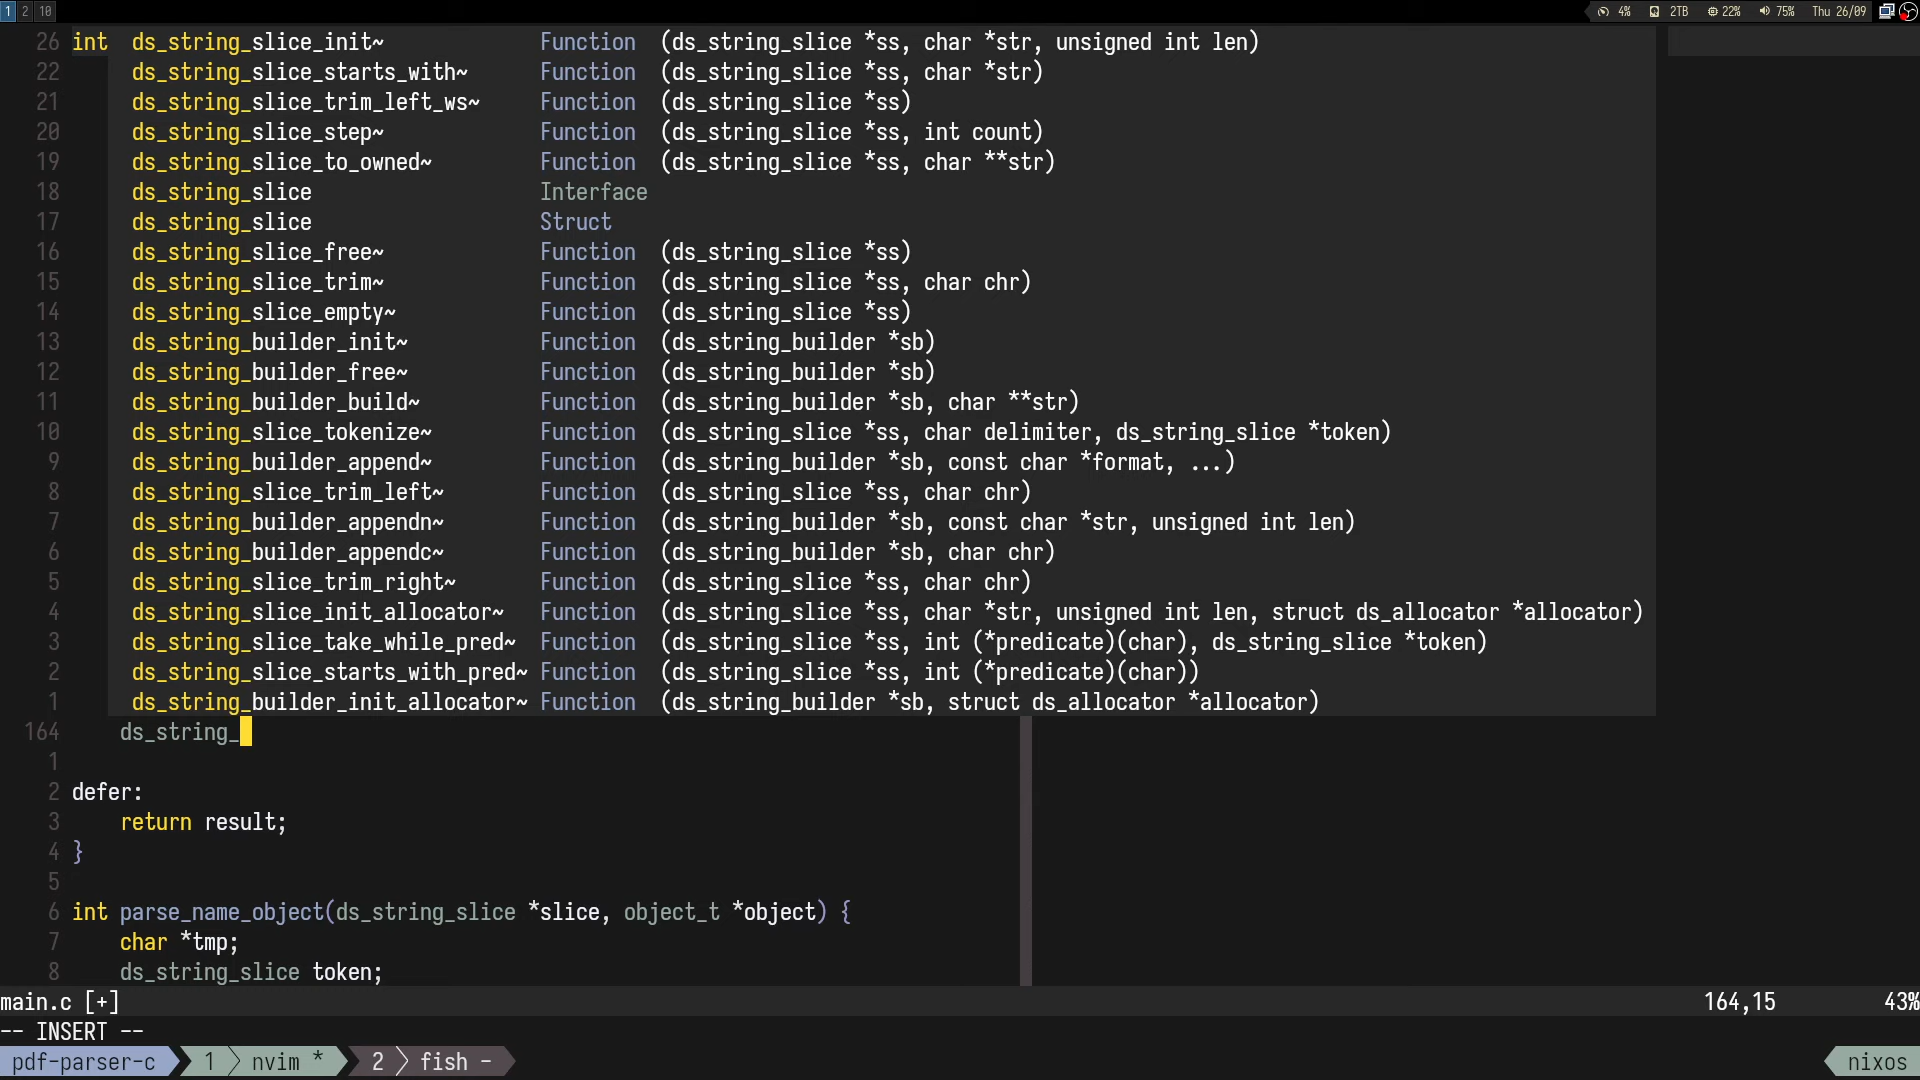 1 2 10 4% 2TB 22% 75% Thu 26/09
26 int ds_string_slice_init~ Function (ds_string_slice *ss, char *str, unsigned int len)
22 ds_string_slice_starts_with~ Function (ds_string_slice *ss, char *str)
21 ds_string_slice_trim_left_ws~ Function (ds_string_slice *ss)
20 ds_string_slice_step~ Function (ds_string_slice *ss, int count)
19 ds_string_slice_to_owned~ Function (ds_string_slice *ss, char **str)
18 ds_string_slice Interface
17 ds_string_slice Struct
16 ds_string_slice_free~ Function (ds_string_slice *ss)
15 ds_string_slice_trim~ Function (ds_string_slice *ss, char chr)
14 ds_string_slice_empty~ Function (ds_string_slice *ss)
13 ds_string_builder_init~ Function (ds_string_builder *sb)
12 ds_string_builder_free~ Function (ds_string_builder *sb)
11 ds_string_builder_build~ Function (ds_string_builder *sb, char **str)
10 ds_string_slice_tokenize~ Function (ds_string_slice *ss, char delimiter, ds_string_slice *token)
9 ds_string_builder_append~ Function (ds_string_builder *sb, const char *format, ...)
8 ds_string_slice_trim_left~ Function (ds_string_slice *ss, char chr)
7 ds_string_builder_appendn~ Function (ds_string_builder *sb, const char *str, unsigned int len)
6 ds_string_builder_appendc~ Function (ds_string_builder *sb, char chr)
5 ds_string_slice_trim_right~ Function (ds_string_slice *ss, char chr)
4 ds_string_slice_init_allocator~ Function (ds_string_slice *ss, char *str, unsigned int len, struct ds_allocator *allocator)
3 ds_string_slice_take_while_pred~ Function (ds_string_slice *ss, int (*predicate)(char), ds_string_slice *token)
2 ds_string_slice_starts_with_pred~ Function (ds_string_slice *ss, int (*predicate)(char))
1 ds_string_builder_init_allocator~ Function (ds_string_builder *sb, struct ds_allocator *allocator)
164 ds_string_
1
2 defer:
3 return result;
4 }
5
6 int parse_name_object(ds_string_slice *slice, object_t *object) {
7 char *tmp;
8 ds_string_slice token;
main.c [+] 164,15 43%
-- INSERT --
pdf-parser-c 1 nvim * 2 fish - nixos